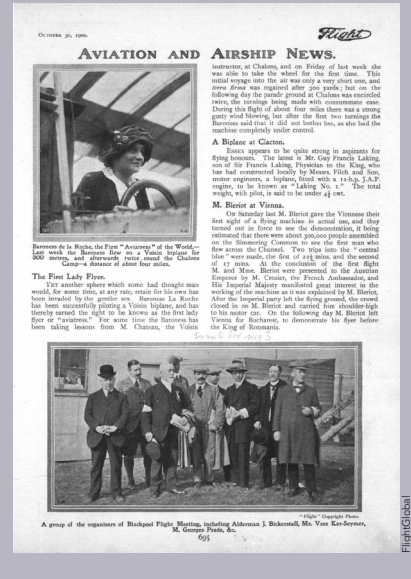 OCTOBER 30, 1909.
Flight
AVIATION AND AIRSHIP NEWS.
Baroness de la Roche, the First "Aviatress" of the World.—
Last week the Baroness flew on a Voisin biplane for
300 metres, and afterwards twice round the Chalons
Camp—a distance of about four miles.
The First Lady Flyer.
YET another sphere which some had thought man
would, for some time, at any rate, retain for his own has
been invaded by the gentler sex. Baroness La Roche
has been successfully piloting a Voisin biplane, and has
thereby earned the right to be known as the first lady
flyer or "aviatress." For some time the Baroness has
been taking lessons from M. Chateau, the Voisin
instructor, at Chalons, and on Friday of last week she
was able to take the wheel for the first time. This
initial voyage into the air was only a very short one, and
terra firma was regained after 300 yards; but on the
following day the parade ground at Chalons was encircled
twice, the turnings being made with consummate ease.
During this flight of about four miles there was a strong
gusty wind blowing, but after the first two turnings the
Baroness said that it did not bother her, as she had the
machine completely under control.
A Biplane at Clacton.
ESSEX appears to be quite strong in aspirants for
flying honours. The latest is Mr. Guy Francis Laking,
son of Sir Francis Laking, Physician to the King, who
has had constructed locally by Messrs. Filch and Son,
motor engineers, a biplane, fitted with a 12-h.p. J.A.P.
engine, to be known as "Laking No. 1." The total
weight, with pilot, is said to be under 4½ cwt.
M. Bleriot at Vienna.
ON Saturday last M. Bleriot gave the Viennese their
first sight of a flying machine in actual use, and they
turned out in force to see the demonstration, it being
estimated that there were about 300,000 people assembled
on the Simmering Common to see the first man who
flew across the Channel. Two trips into the "central
blue" were made, the first of 22½ mins. and the second
of 17 mins. At the conclusion of the first flight
M. and Mme. Bleriot were presented to the Austrian
Emperor by M. Crozier, the French Ambassador, and
His Imperial Majesty manifested great interest in the
working of the machine as it was explained by M. Bleriot.
After the Imperial party left the flying ground, the crowd
closed in on M. Bleriot and carried him shoulder-high
to his motor car. On the following day M. Bleriot left
Vienna for Bucharest, to demonstrate his flyer before
the King of Roumania.
"Flight" Copyright Photo.
A group of the organisers of Blackpool Flight Meeting, including Alderman J. Bickerstaff, Mr. Vere Ker-Seymer,
M. Georges Prade, &c.
695
FlightGlobal